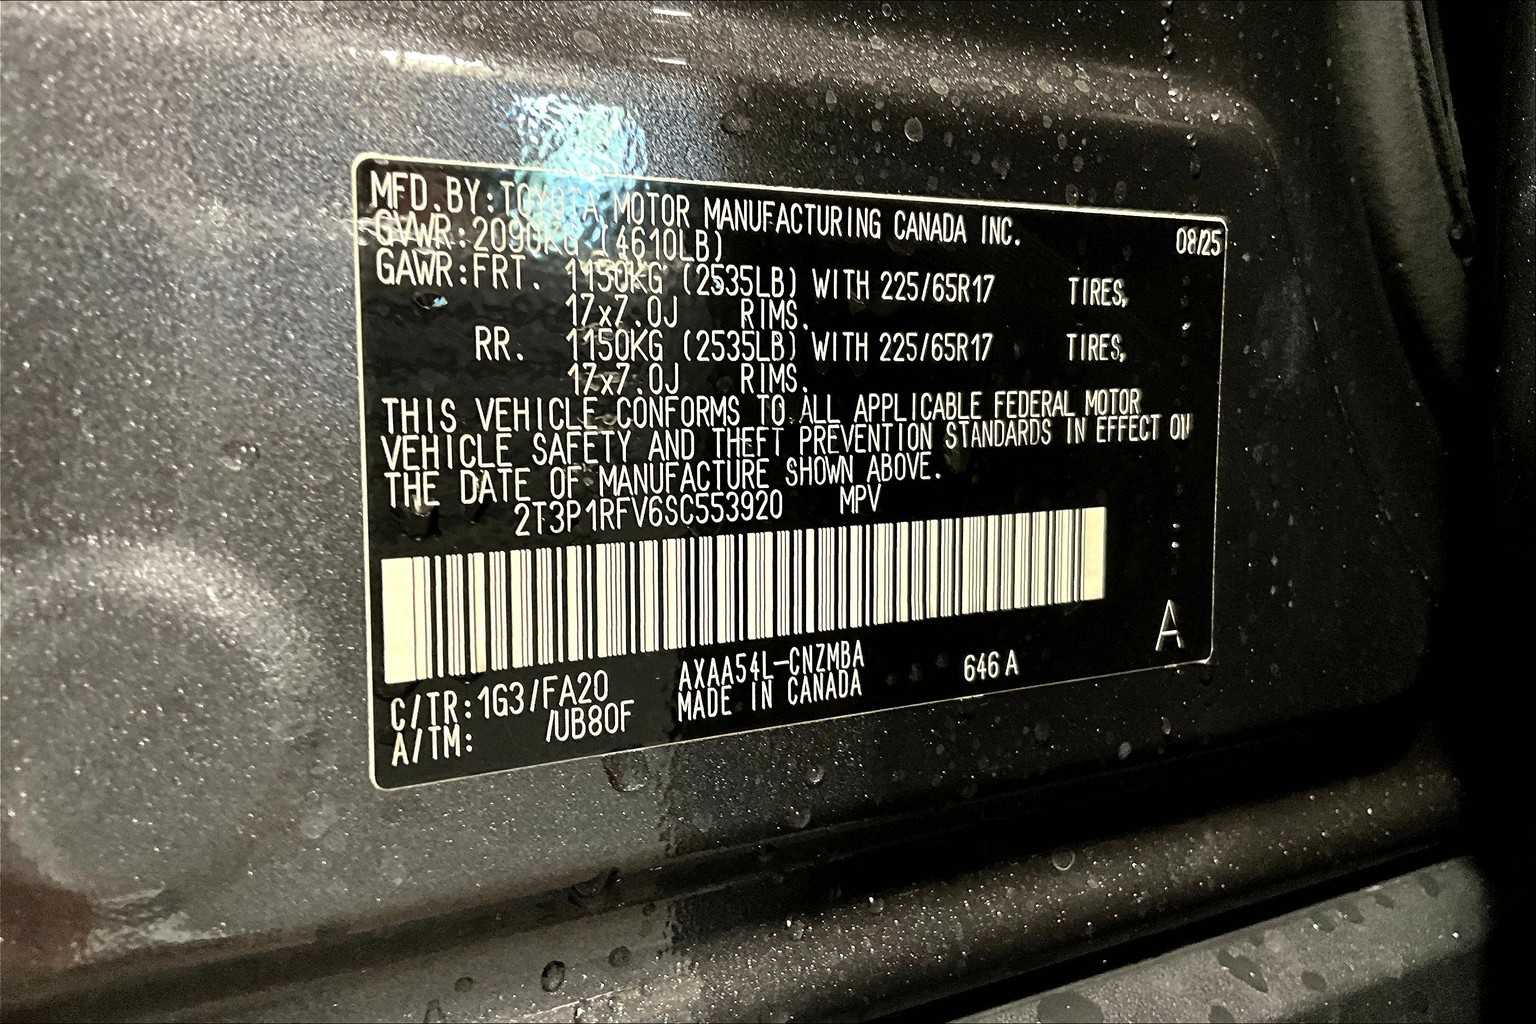 MFD.BY:TOYOTA MOTOR MANUFACTURING CANADA INC.
08/25
GVWR:2090KG (4610LB)
GAWR:FRT. 1150KG (2535LB) WITH 225/65R17 TIRES,
17x7.0J RIMS.
RR. 1150KG (2535LB) WITH 225/65R17 TIRES,
17x7.0J RIMS.
THIS VEHICLE CONFORMS TO ALL APPLICABLE FEDERAL MOTOR
VEHICLE SAFETY AND THEFT PREVENTION STANDARDS IN EFFECT ON
THE DATE OF MANUFACTURE SHOWN ABOVE.
2T3P1RFV6SC553920 MPV
A
C/TR:1G3/FA20 AXAA54L-CNZMBA 646 A
A/TM: /UB80F MADE IN CANADA